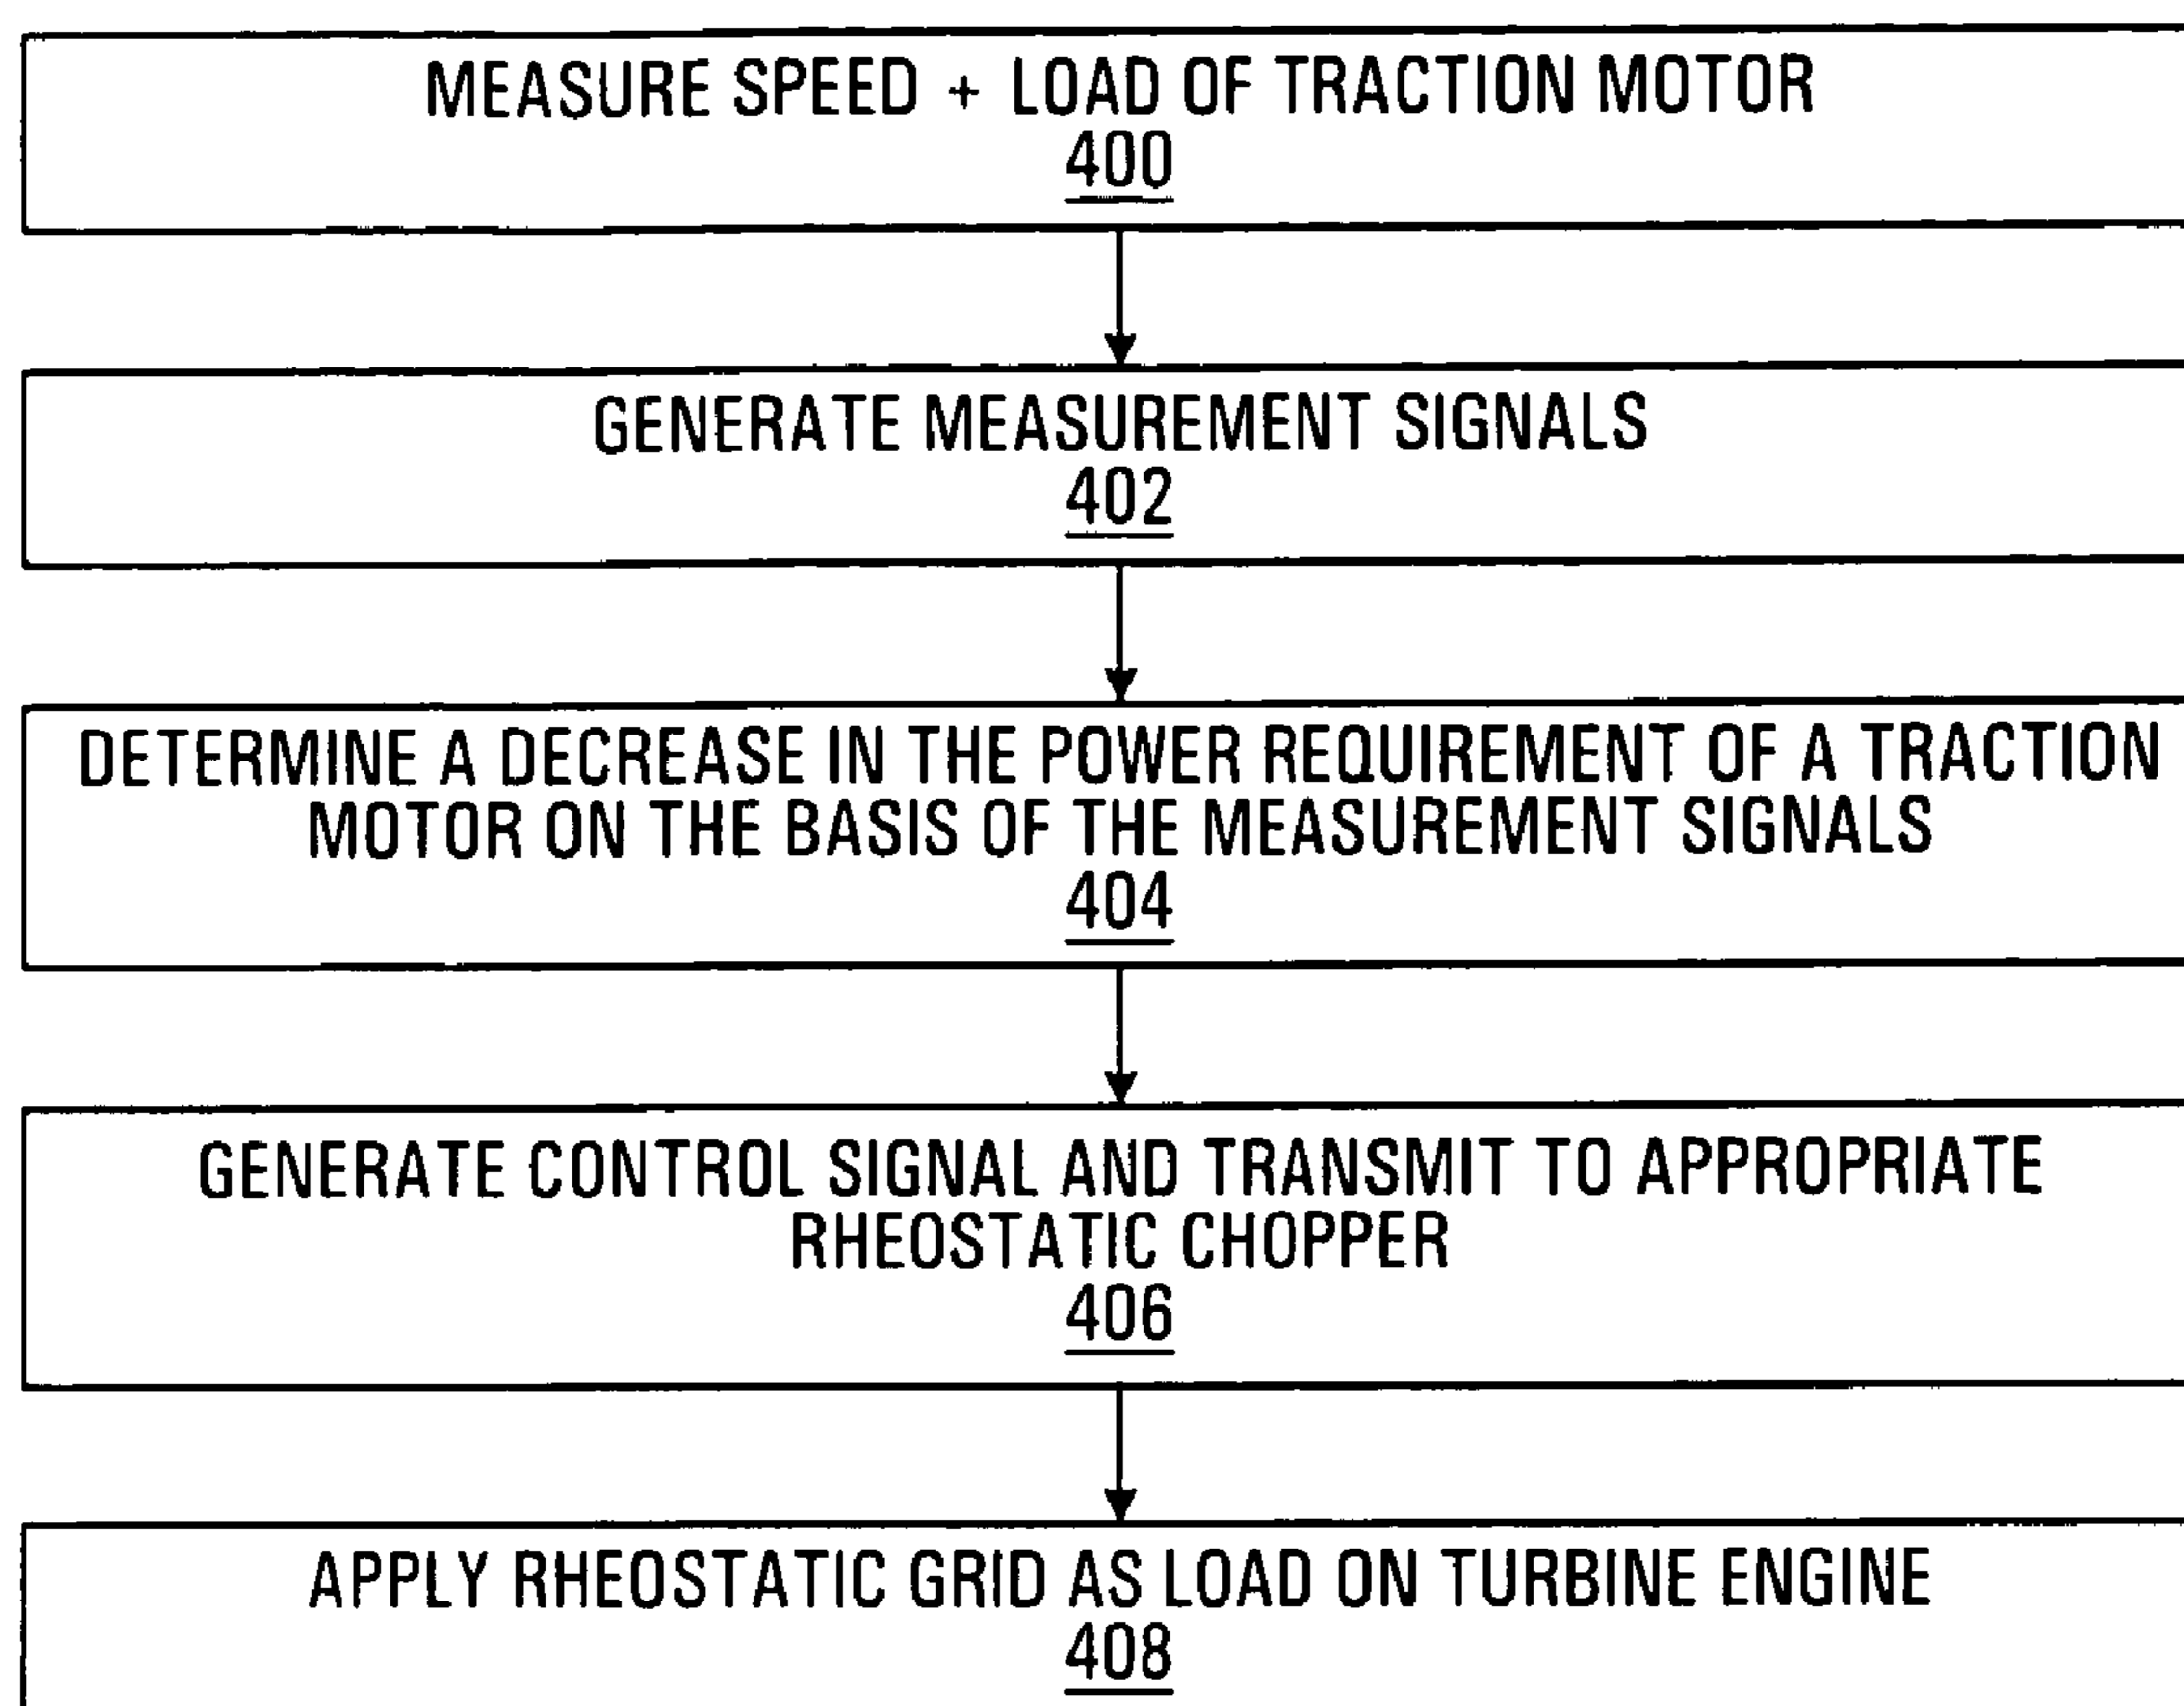 MEASURE SPEED + LOAD OF TRACTION MOTOR
400
GENERATE MEASUREMENT SIGNALS
402
DETERMINE A DECREASE IN THE POWER REQUIREMENT OF A TRACTION
MOTOR ON THE BASIS OF THE MEASUREMENT SIGNALS
404
GENERATE CONTROL SIGNAL AND TRANSMIT TO APPROPRIATE
RHEOSTATIC CHOPPER
406
APPLY RHEOSTATIC GRID AS LOAD ON TURBINE ENGINE
408